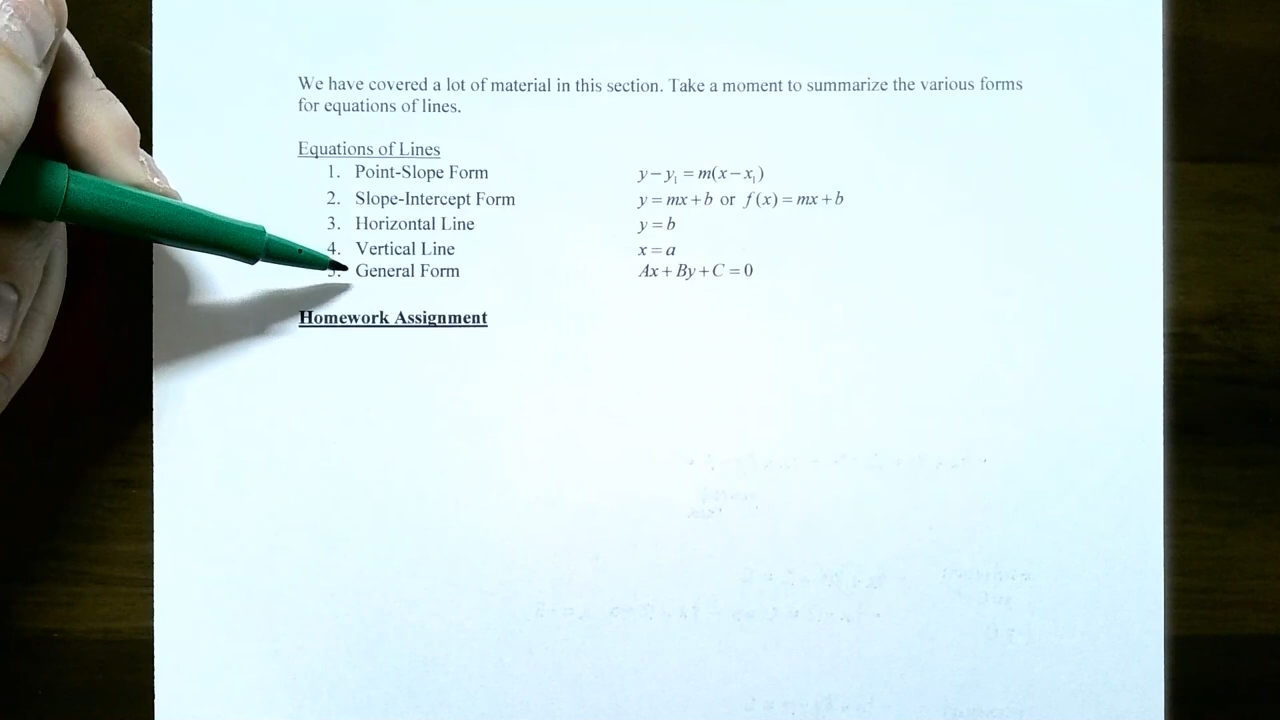 We have covered a lot of material in this section. Take a moment to summarize the various forms
for equations of lines.
Equations of Lines
1. Point-Slope Form y − y₁ = m(x − x₁)
2. Slope-Intercept Form y = mx + b or f(x) = mx + b
3. Horizontal Line y = b
4. Vertical Line x = a
5. General Form Ax + By + C = 0
Homework Assignment